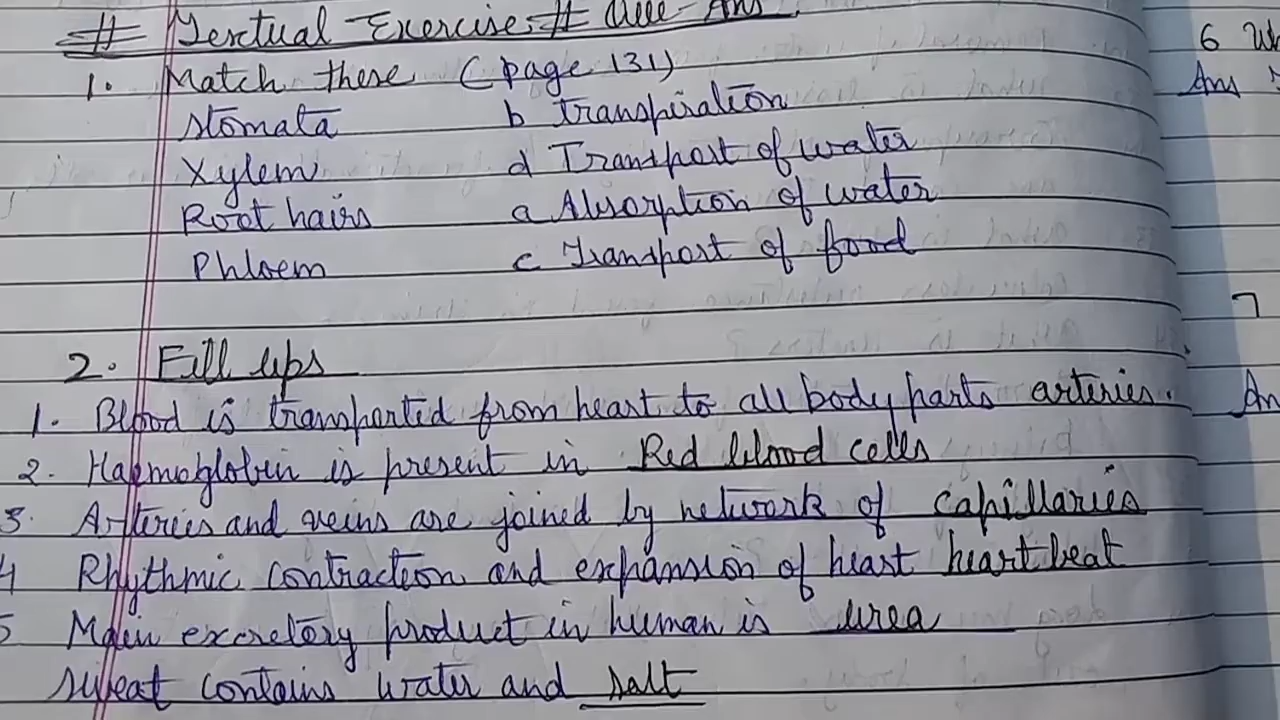 # Textual Exercise # Que-Ans
1. Match these (page 131)
Stomata b transpiration
Xylem d Transport of water
Root hairs a Absorption of water
Phloem c Transport of food
2. Fill ups
1. Blood is transported from heart to all body parts arteries.
2. Haemoglobin is present in Red blood cells
3. Arteries and veins are joined by network of capillaries
4 Rhythmic contraction and expansion of heart heartbeat
5 Main excretory product in human is urea
Sweat contains water and salt
6
Ans
7
An